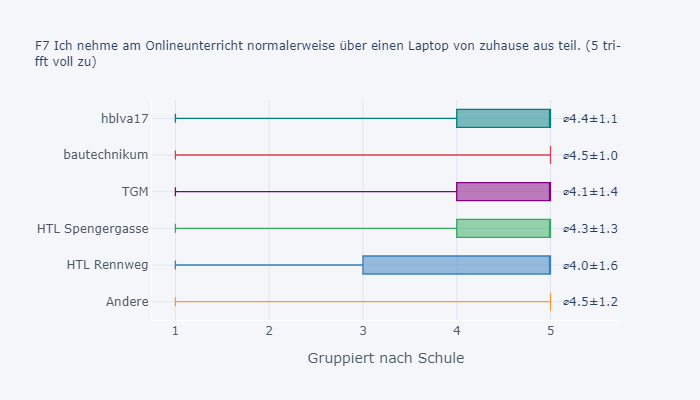 F7 Ich nehme am Onlineunterricht normalerweise über einen Laptop von zuhause aus teil. (5 tri-
fft voll zu)
hblva17 ⌀4.4±1.1
bautechnikum ⌀4.5±1.0
TGM ⌀4.1±1.4
HTL Spengergasse ⌀4.3±1.3
HTL Rennweg ⌀4.0±1.6
Andere ⌀4.5±1.2
1 2 3 4 5
Gruppiert nach Schule